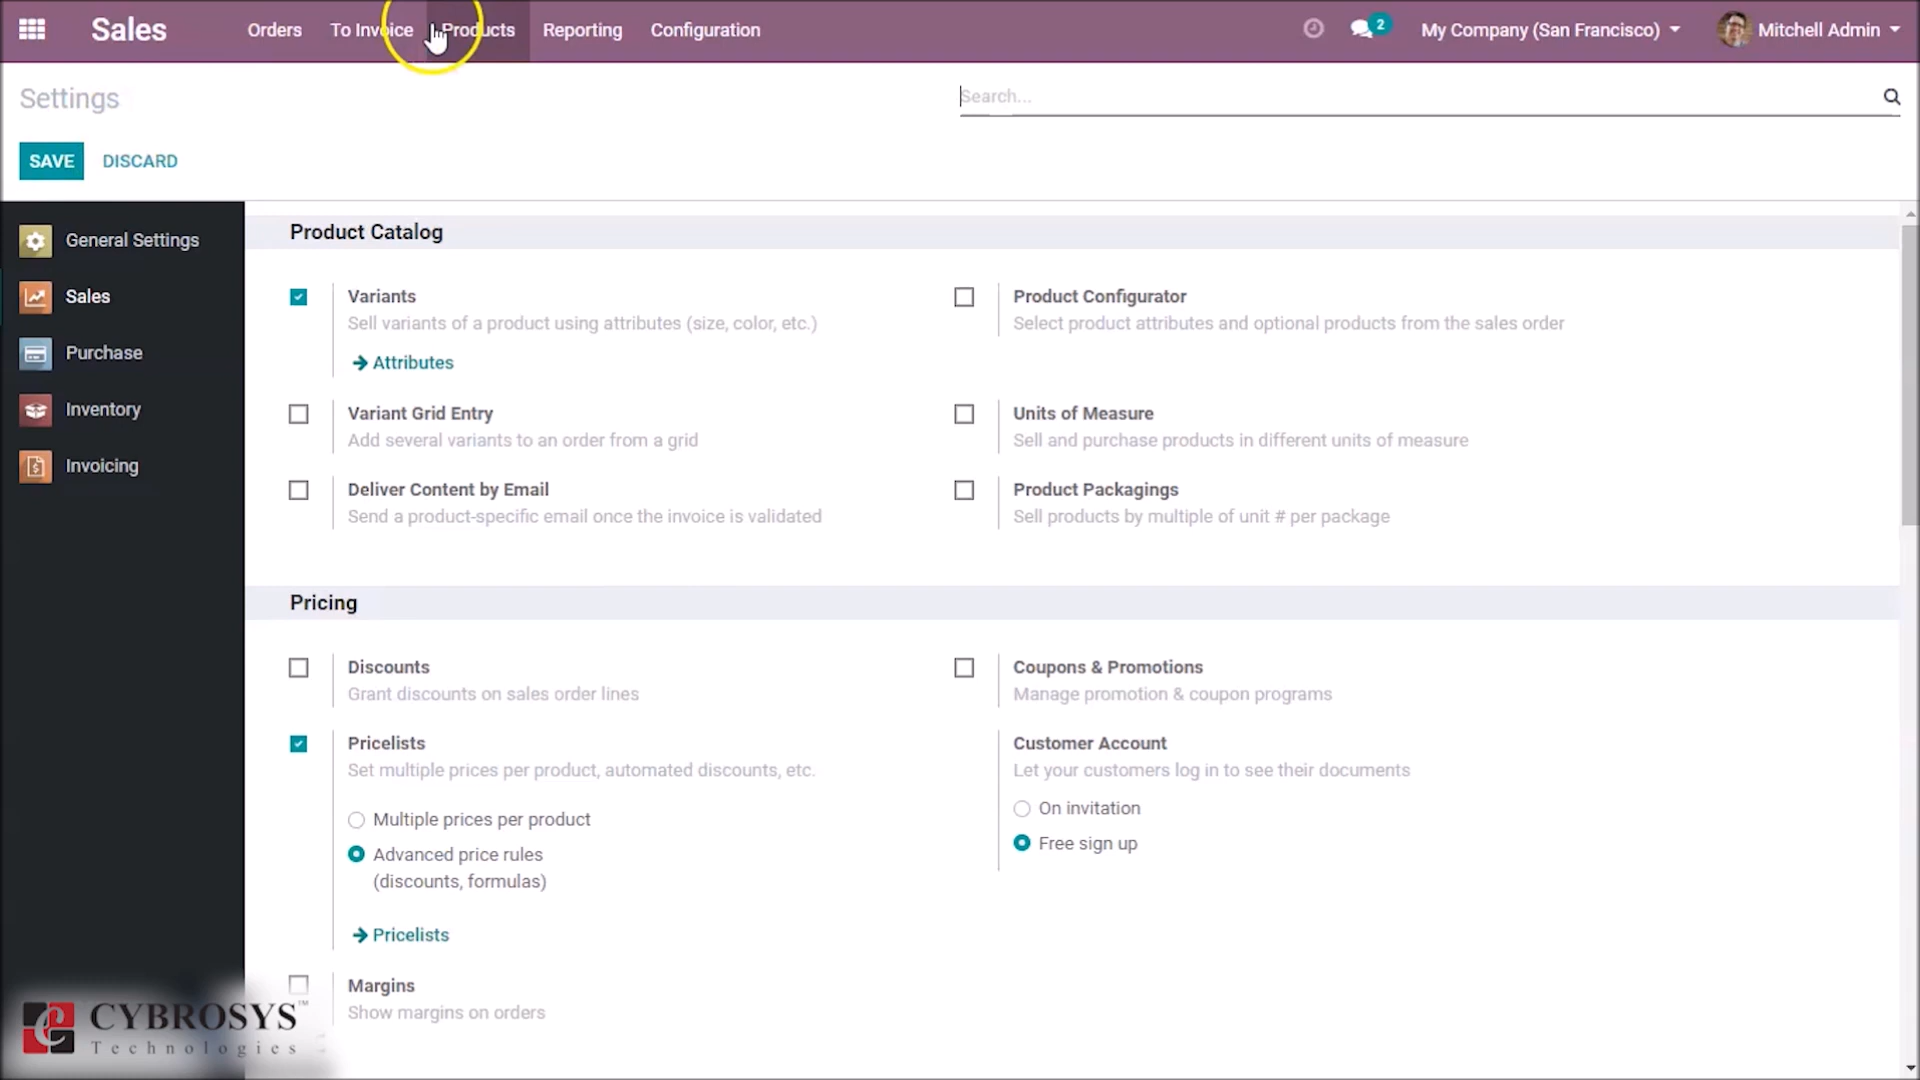 Sales Orders To Invoice Products Reporting Configuration 2 My Company (San Francisco) Mitchell Admin
Settings
Search...
SAVE DISCARD
General Settings
Sales
Purchase
Inventory
Invoicing
Product Catalog
Variants
Sell variants of a product using attributes (size, color, etc.)
Attributes
Product Configurator
Select product attributes and optional products from the sales order
Variant Grid Entry
Add several variants to an order from a grid
Units of Measure
Sell and purchase products in different units of measure
Deliver Content by Email
Send a product-specific email once the invoice is validated
Product Packagings
Sell products by multiple of unit # per package
Pricing
Discounts
Grant discounts on sales order lines
Coupons & Promotions
Manage promotion & coupon programs
Pricelists
Set multiple prices per product, automated discounts, etc.
Multiple prices per product
Advanced price rules
(discounts, formulas)
Pricelists
Customer Account
Let your customers log in to see their documents
On invitation
Free sign up
Margins
Show margins on orders
CYBROSYS™
Technologies